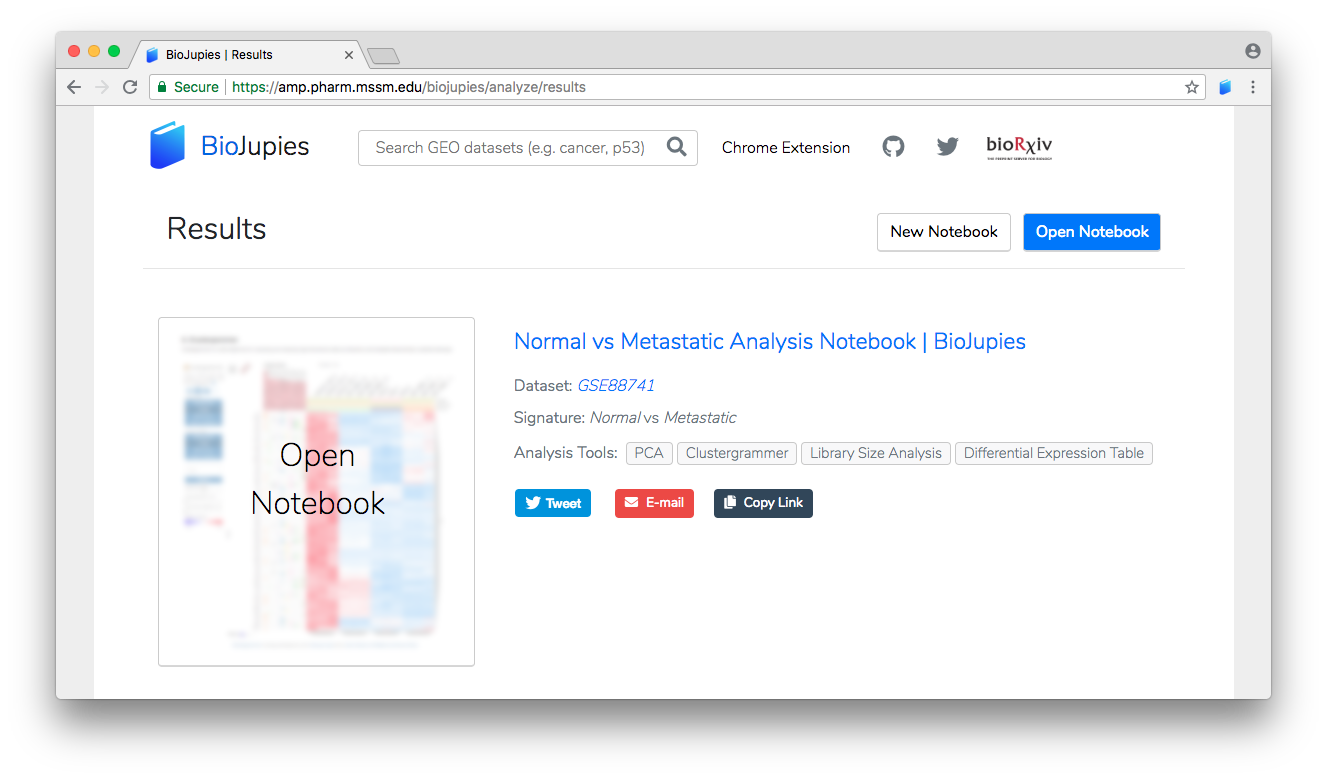 BioJupies | Results
Secure https://amp.pharm.mssm.edu/biojupies/analyze/results
BioJupies
Search GEO datasets (e.g. cancer, p53)
Chrome Extension
bioRχiv
THE PREPRINT SERVER FOR BIOLOGY
Results
New Notebook
Open Notebook
Open
Notebook
Normal vs Metastatic Analysis Notebook | BioJupies
Dataset: GSE88741
Signature: Normal vs Metastatic
Analysis Tools: PCA Clustergrammer Library Size Analysis Differential Expression Table
Tweet E-mail Copy Link